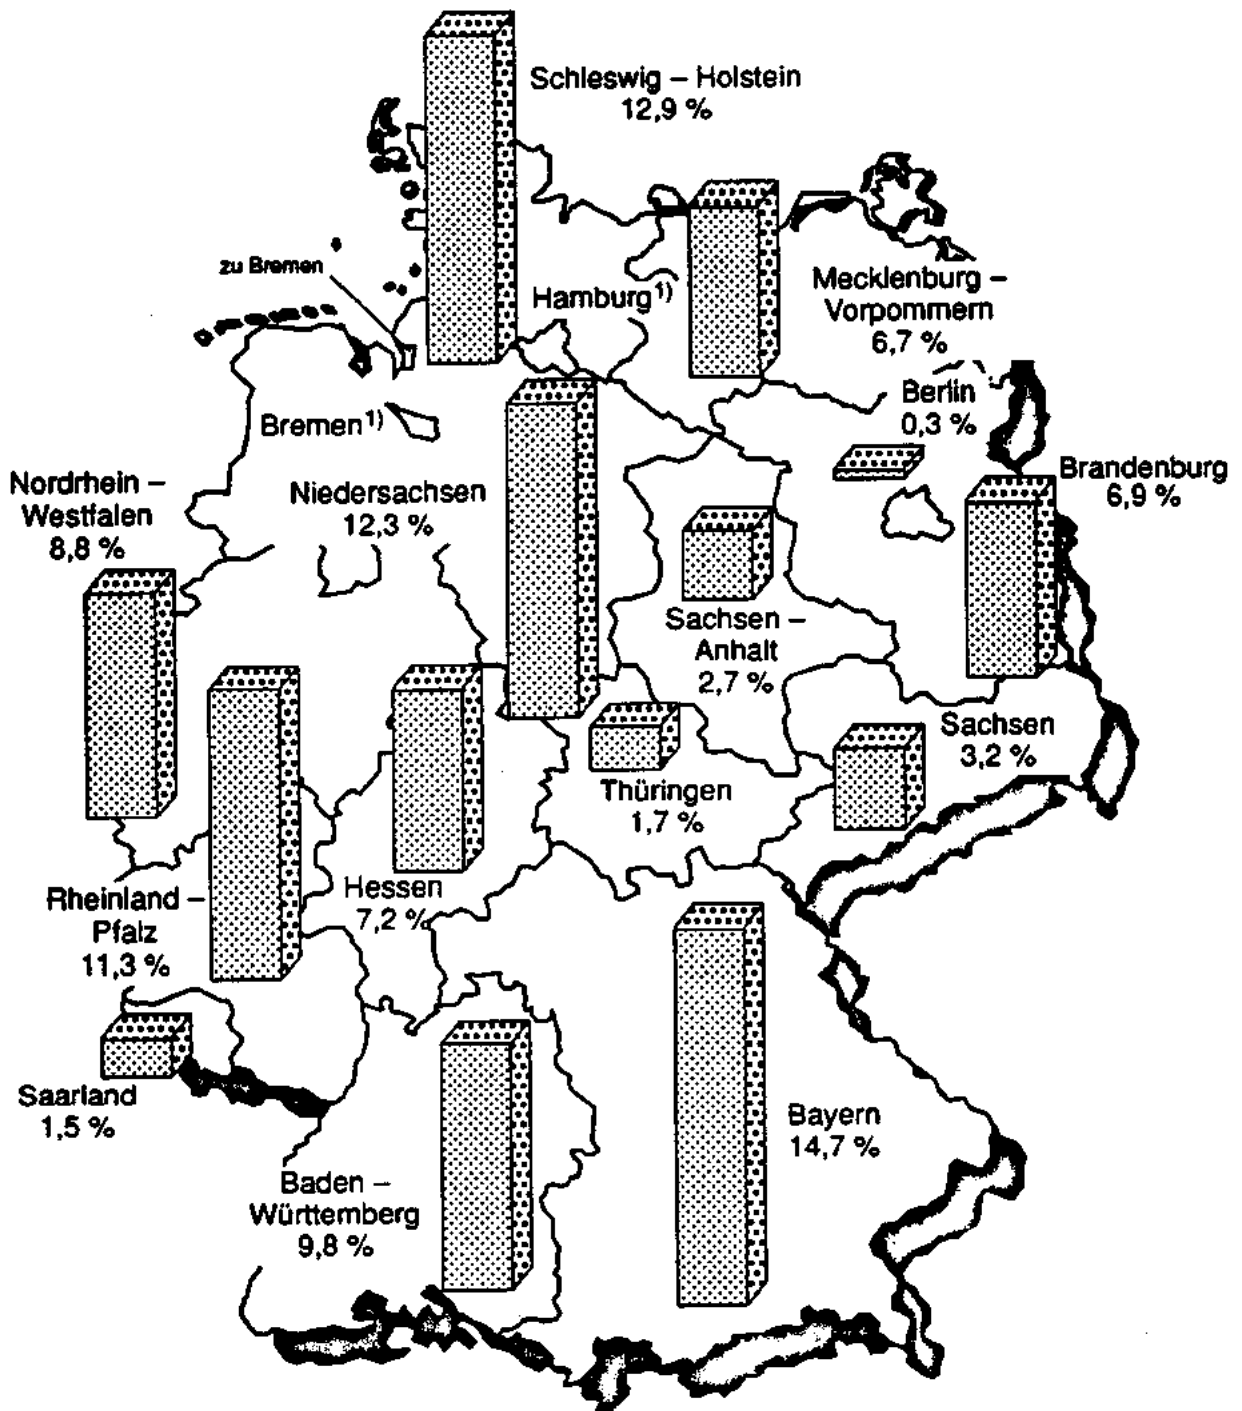 Schleswig – Holstein
12,9 %
zu Bremen
Hamburg¹⁾
Mecklenburg –
Vorpommern
6,7 %
Berlin
0,3 %
Bremen¹⁾
Brandenburg
6,9 %
Nordrhein –
Westfalen
8,8 %
Niedersachsen
12,3 %
Sachsen –
Anhalt
2,7 %
Sachsen
3,2 %
Thüringen
1,7 %
Hessen
7,2 %
Rheinland –
Pfalz
11,3 %
Saarland
1,5 %
Bayern
14,7 %
Baden –
Württemberg
9,8 %